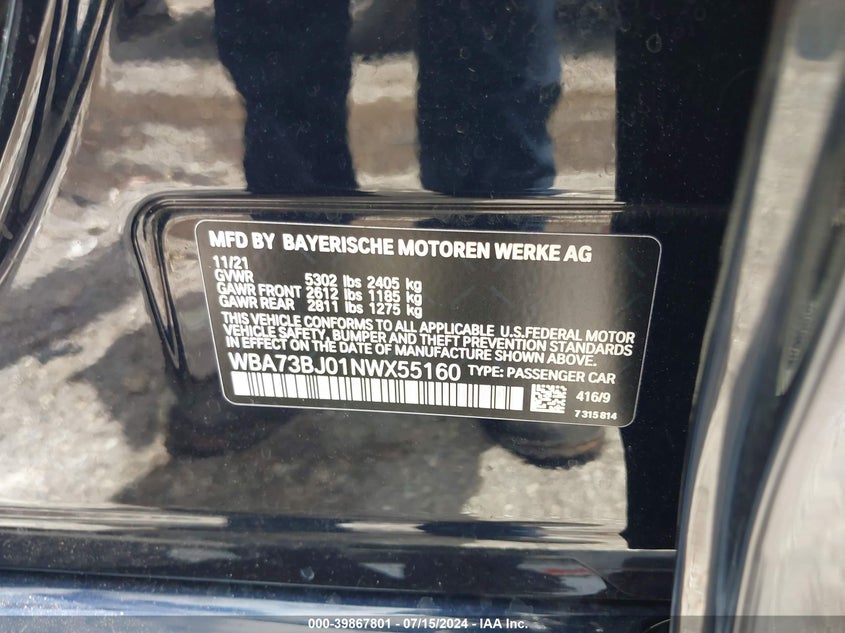 MFD BY BAYERISCHE MOTOREN WERKE AG
11/21
GVWR 5302 lbs 2405 kg
GAWR FRONT 2612 lbs 1185 kg
GAWR REAR 2811 lbs 1275 kg
THIS VEHICLE CONFORMS TO ALL APPLICABLE U.S.FEDERAL MOTOR
VEHICLE SAFETY, BUMPER AND THEFT PREVENTION STANDARDS
IN EFFECT ON THE DATE OF MANUFACTURE SHOWN ABOVE.
WBA73BJ01NWX55160 TYPE: PASSENGER CAR
416/9
7315814
000-39867801 - 07/15/2024 - IAA Inc.